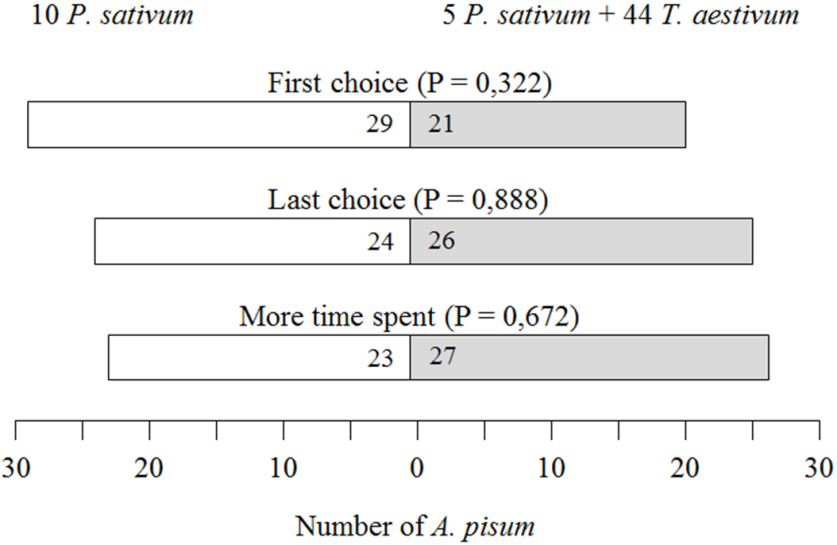 10 P. sativum 5 P. sativum + 44 T. aestivum
First choice (P = 0,322)
29 21
Last choice (P = 0,888)
24 26
More time spent (P = 0,672)
23 27
30 20 10 0 10 20 30
Number of A. pisum